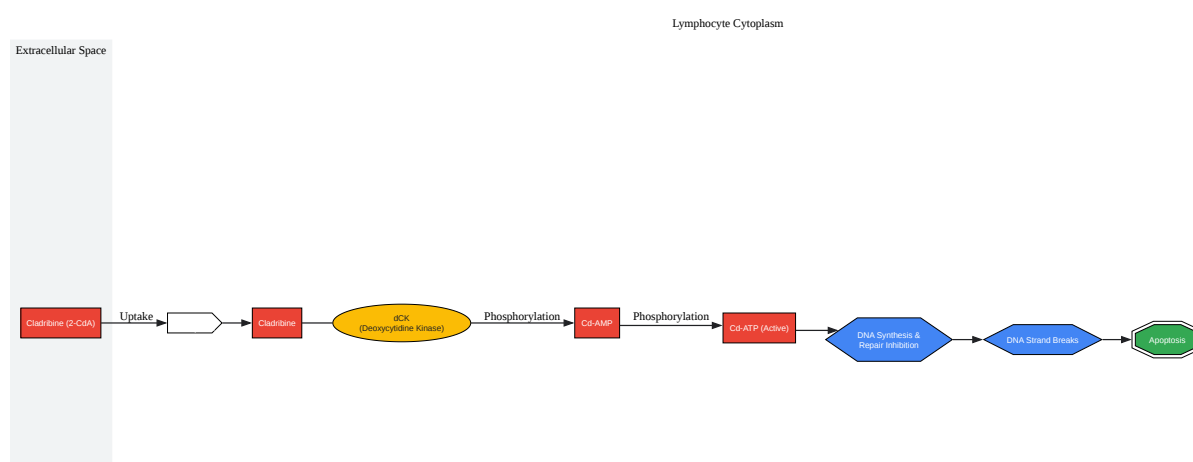 Lymphocyte Cytoplasm
Extracellular Space
Cladribine (2-CdA)
Uptake
Cladribine
dCK
(Deoxycytidine Kinase)
Phosphorylation
Cd-AMP
Phosphorylation
Cd-ATP (Active)
DNA Synthesis &
Repair Inhibition
DNA Strand Breaks
Apoptosis